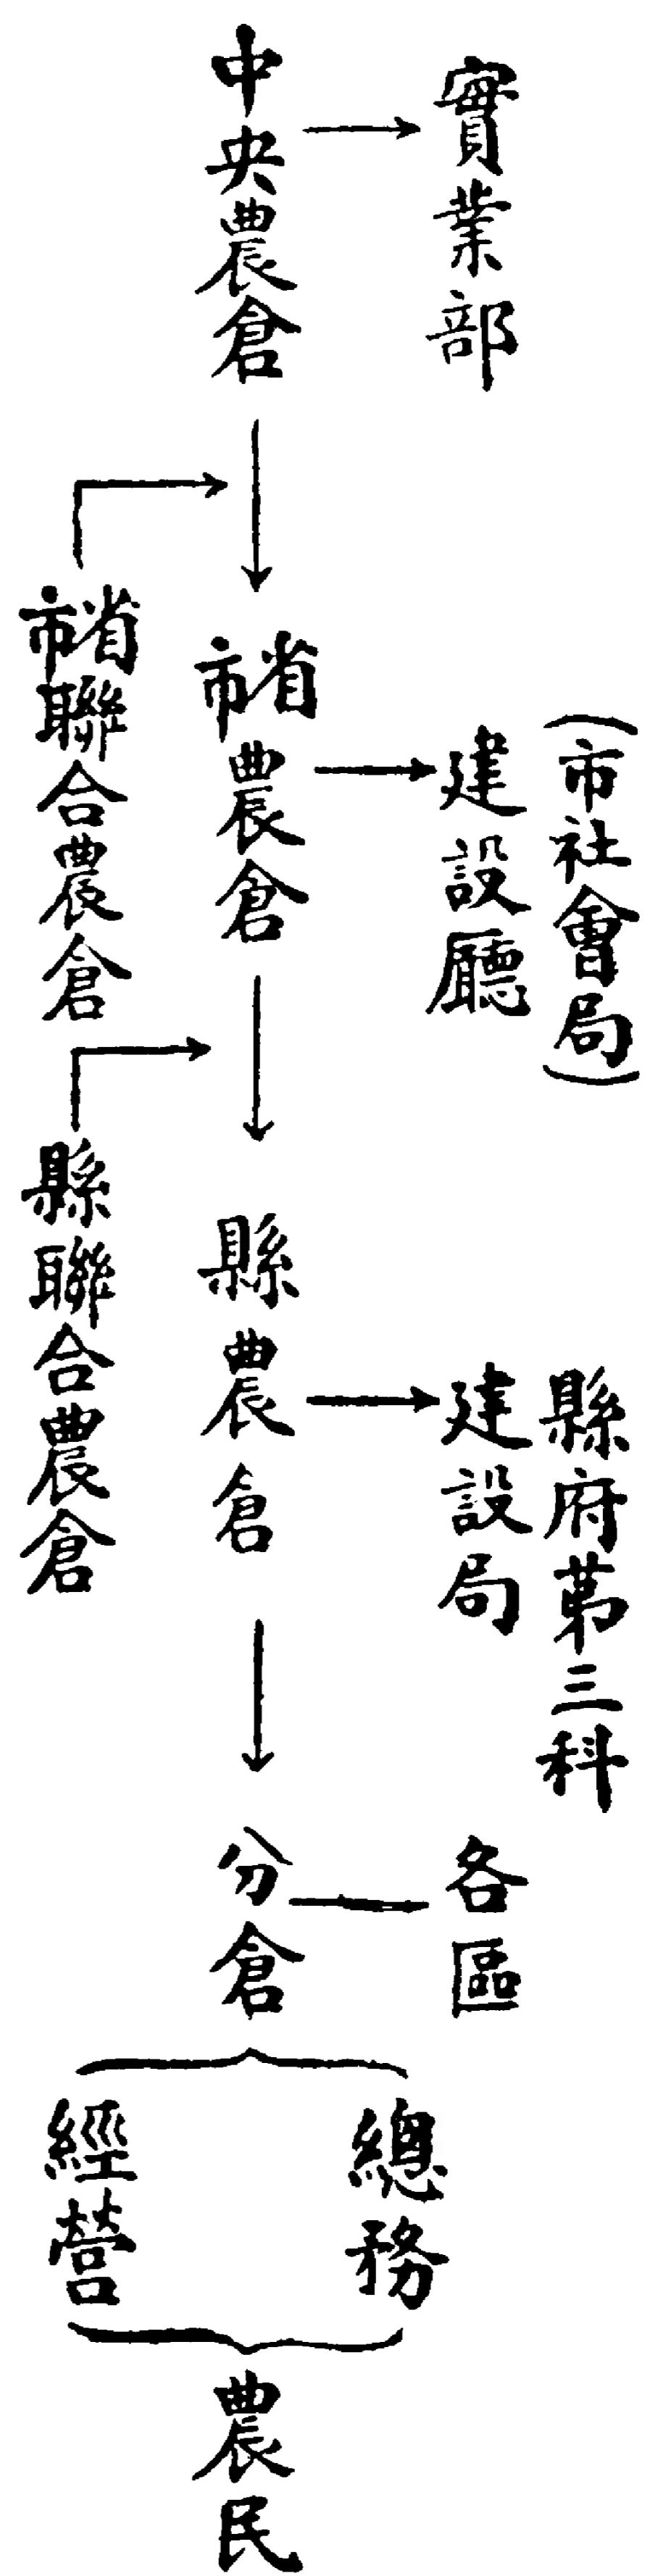 實業部
中央農倉
省市聯合農倉
省市農倉
建設廳
(市社會局)
縣聯合農倉
縣農倉
建設局
縣府第三科
分倉
各區
總務
經營
農民